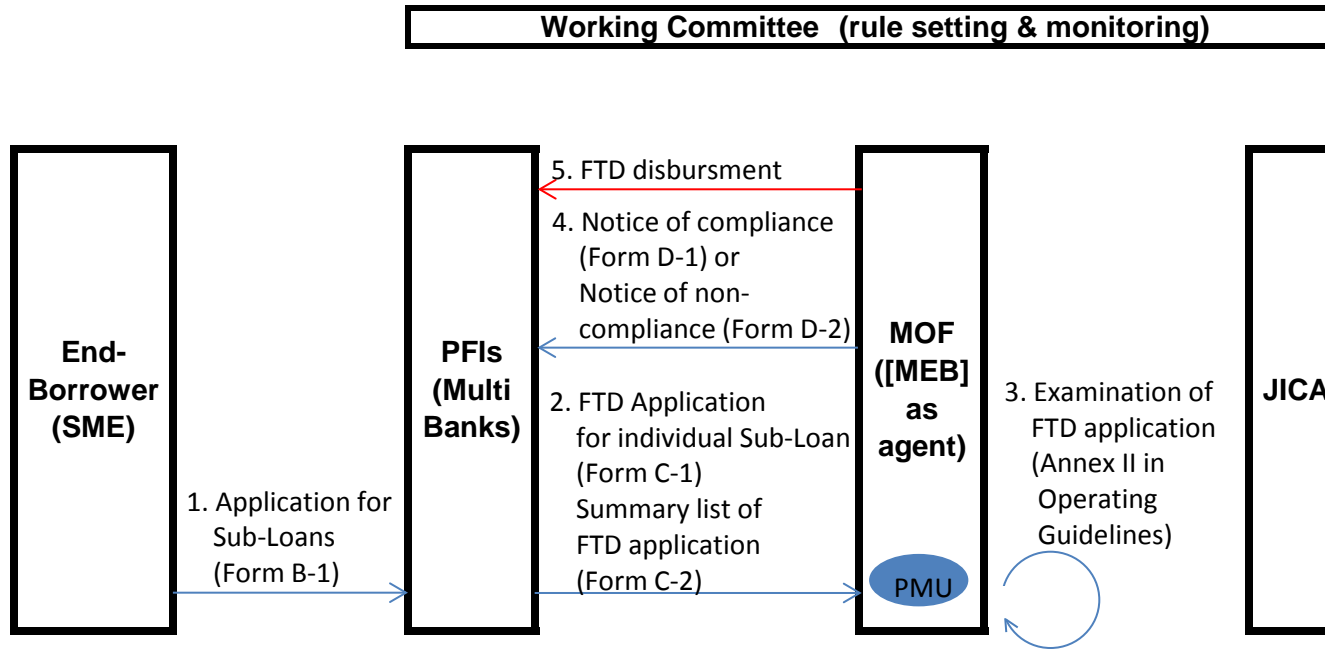 Working Committee (rule setting & monitoring)
End-
Borrower
(SME)
1. Application for
Sub-Loans
(Form B-1)
PFIs
(Multi
Banks)
5. FTD disbursment
4. Notice of compliance
(Form D-1) or
Notice of non-
compliance (Form D-2)
2. FTD Application
for individual Sub-Loan
(Form C-1)
Summary list of
FTD application
(Form C-2)
MOF
([MEB]
as
agent)
PMU
3. Examination of
FTD application
(Annex II in
Operating
Guidelines)
JICA